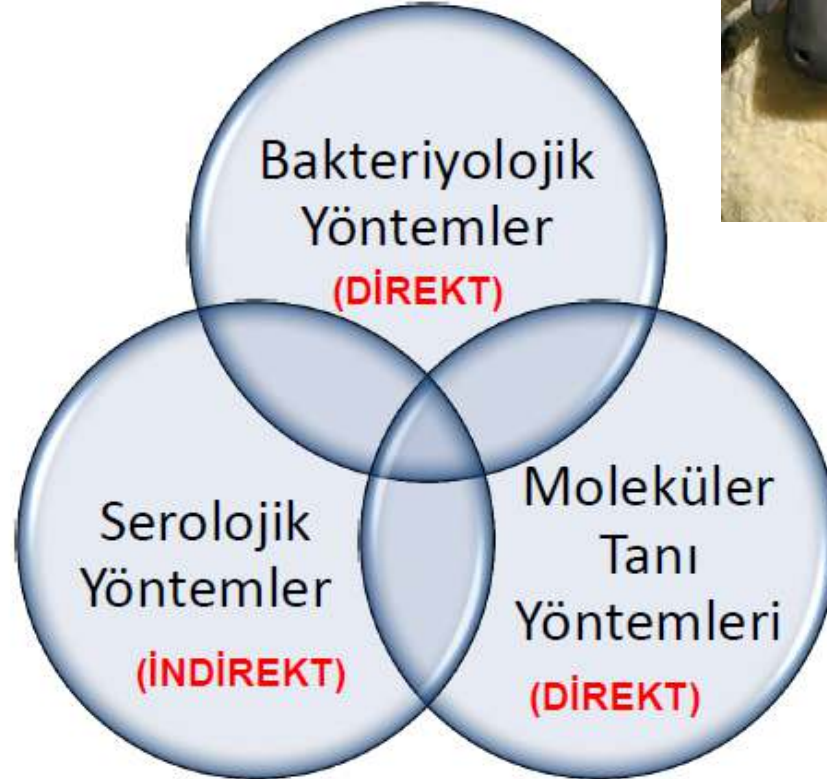 Bakteriyolojik
Yöntemler
(DİREKT)
Serolojik
Yöntemler
(İNDİREKT)
Moleküler
Tanı
Yöntemleri
(DİREKT)